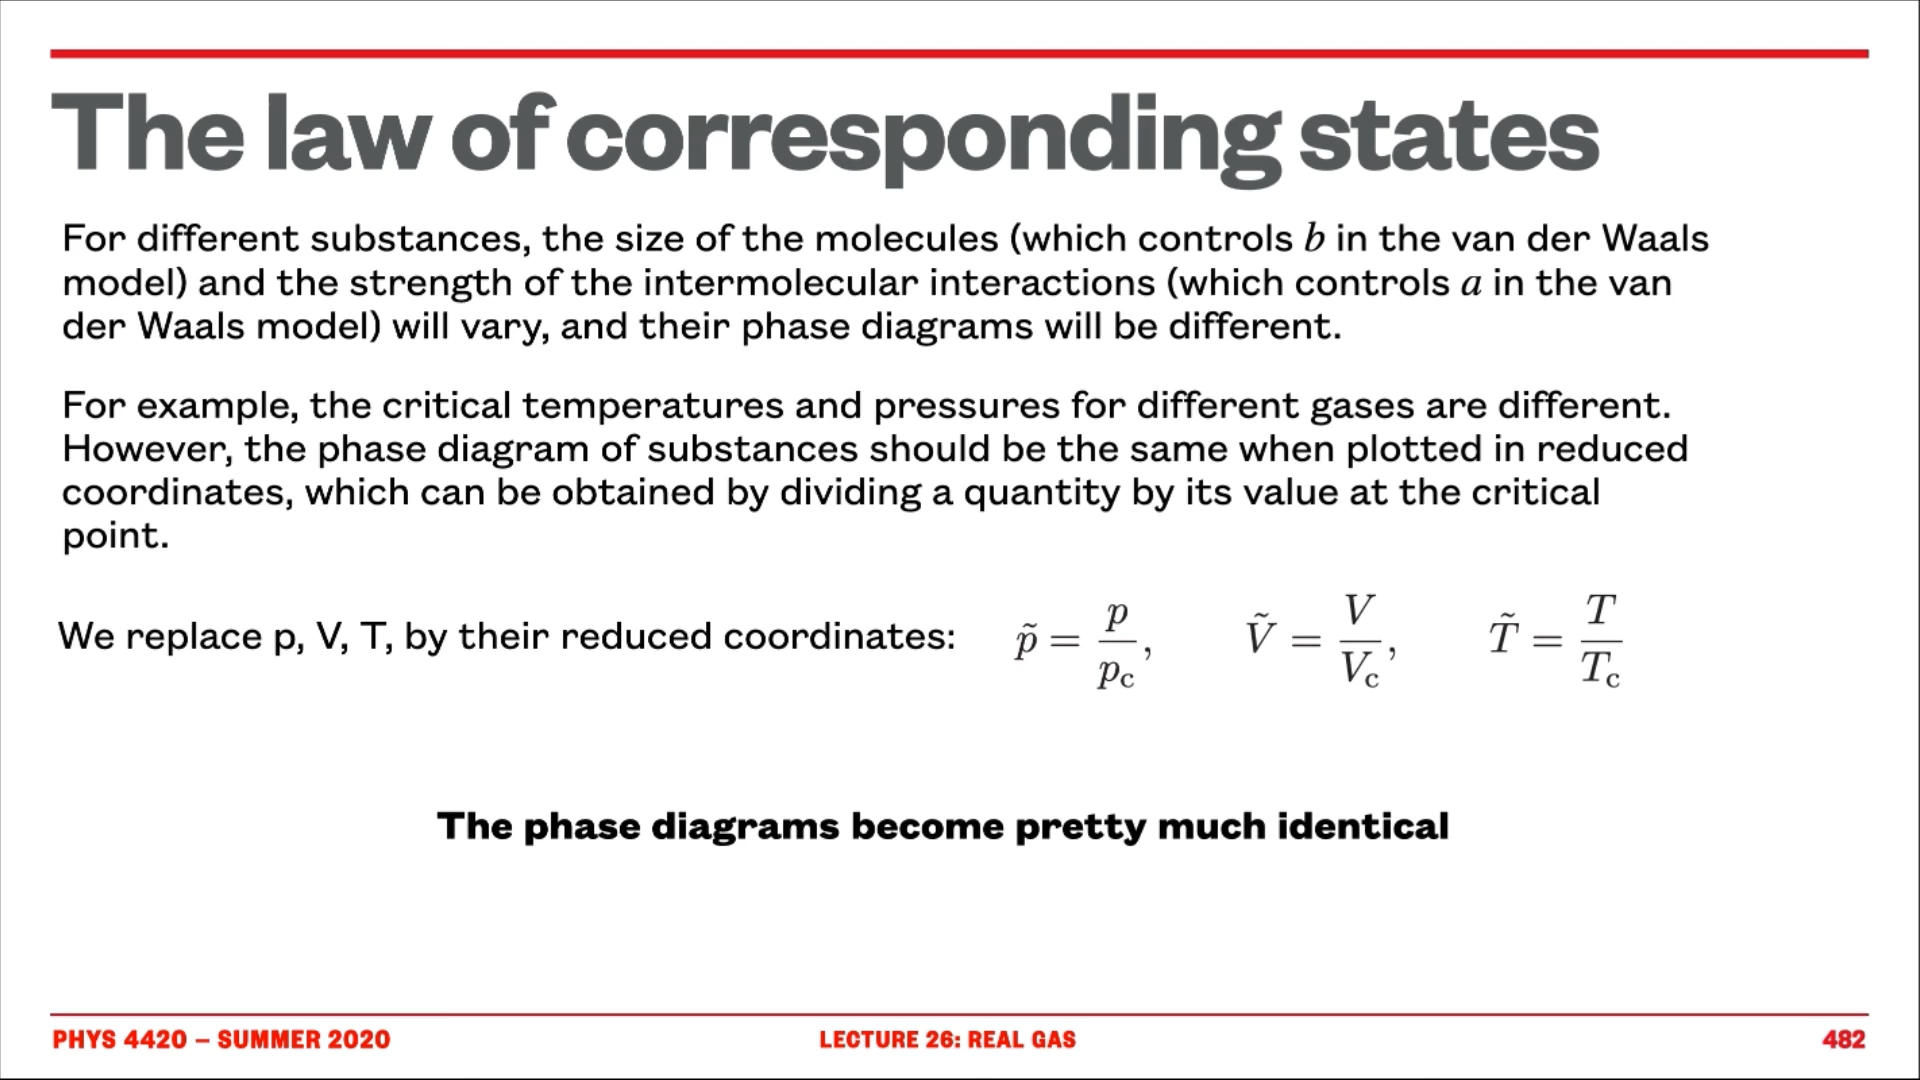 The law of corresponding states
For different substances, the size of the molecules (which controls b in the van der Waals
model) and the strength of the intermolecular interactions (which controls a in the van
der Waals model) will vary, and their phase diagrams will be different.
For example, the critical temperatures and pressures for different gases are different.
However, the phase diagram of substances should be the same when plotted in reduced
coordinates, which can be obtained by dividing a quantity by its value at the critical
point.
We replace p, V, T, by their reduced coordinates: p̃ = p/p_c, Ṽ = V/V_c, T̃ = T/T_c
The phase diagrams become pretty much identical
PHYS 4420 – SUMMER 2020 LECTURE 26: REAL GAS 482